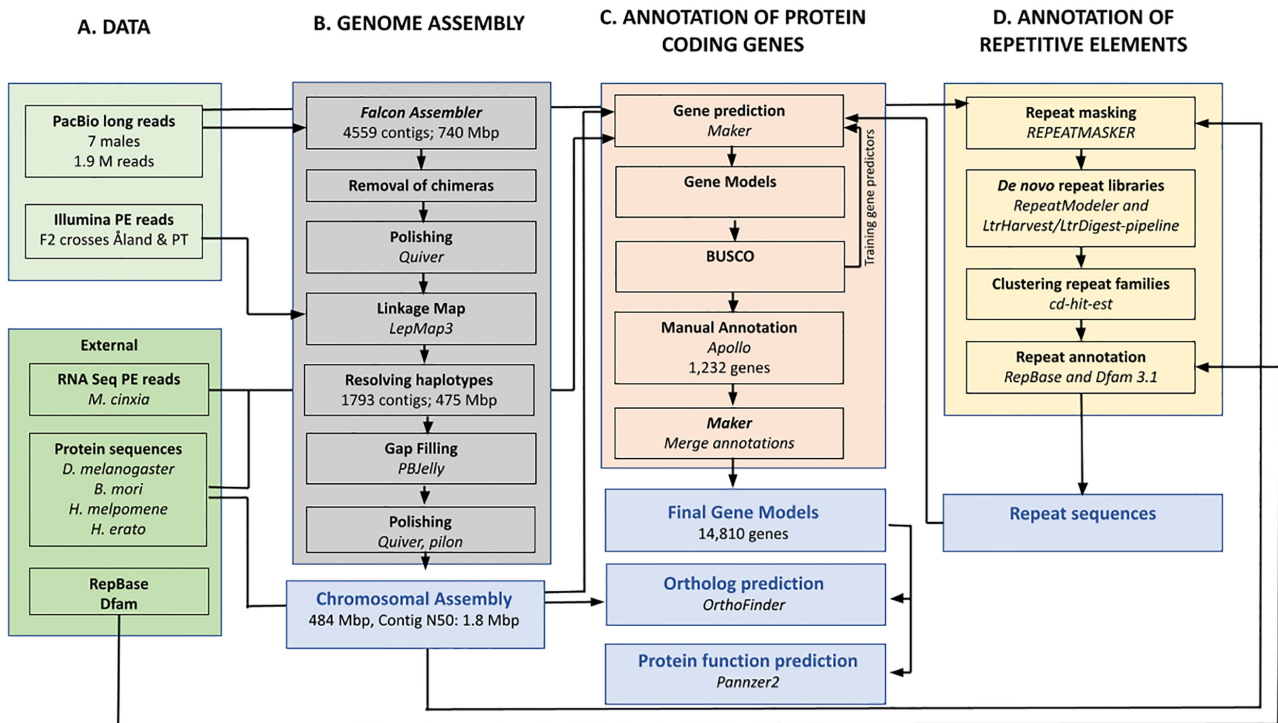 A. DATA
PacBio long reads
7 males
1.9 M reads
Illumina PE reads
F2 crosses Åland & PT
External
RNA Seq PE reads
M. cinxia
Protein sequences
D. melanogaster
B. mori
H. melpomene
H. erato
RepBase
Dfam
B. GENOME ASSEMBLY
Falcon Assembler
4559 contigs; 740 Mbp
Removal of chimeras
Polishing
Quiver
Linkage Map
LepMap3
Resolving haplotypes
1793 contigs; 475 Mbp
Gap Filling
PBJelly
Polishing
Quiver, pilon
Chromosomal Assembly
484 Mbp, Contig N50: 1.8 Mbp
C. ANNOTATION OF PROTEIN
CODING GENES
Gene prediction
Maker
Gene Models
BUSCO
Training gene predictors
Manual Annotation
Apollo
1,232 genes
Maker
Merge annotations
Final Gene Models
14,810 genes
Ortholog prediction
OrthoFinder
Protein function prediction
Pannzer2
D. ANNOTATION OF
REPETITIVE ELEMENTS
Repeat masking
REPEATMASKER
De novo repeat libraries
RepeatModeler and
LtrHarvest/LtrDigest-pipeline
Clustering repeat families
cd-hit-est
Repeat annotation
RepBase and Dfam 3.1
Repeat sequences